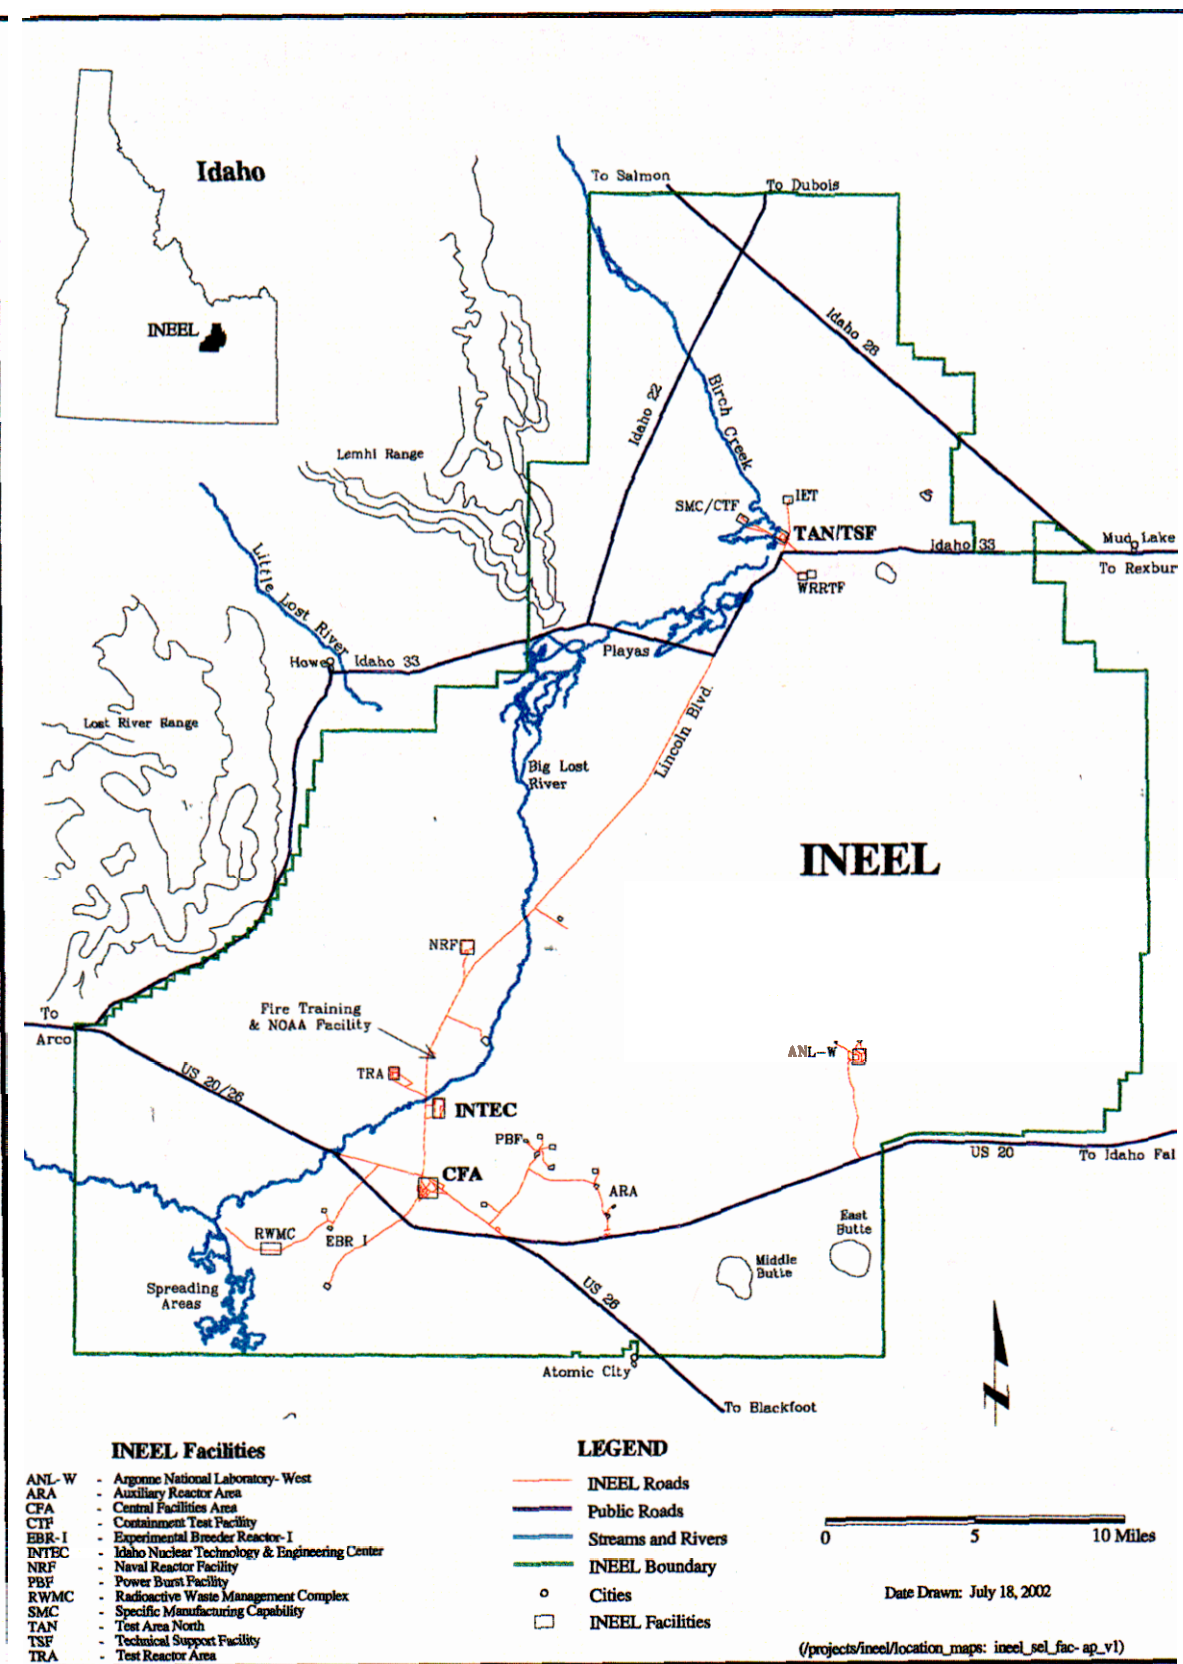 Idaho
INEEL
To Salmon
To Dubois
Idaho 28
Idaho 22
Birch Creek
Lemhi Range
SMC/CTF
IET
TAN/TSF
Idaho 33
Mud Lake
To Rexbur
WRRTF
Little Lost River
Howe
Idaho 33
Playas
Lost River Range
Lincoln Blvd.
Big Lost
River
INEEL
NRF
Fire Training
& NOAA Facility
To
Arco
US 20/26
TRA
INTEC
ANL-W
PBF
CFA
ARA
US 20
To Idaho Fal
RWMC
EBR I
East
Butte
Middle
Butte
Spreading
Areas
US 26
Atomic City
To Blackfoot
N
INEEL Facilities
ANL-W - Argonne National Laboratory-West
ARA - Auxiliary Reactor Area
CFA - Central Facilities Area
CTF - Containment Test Facility
EBR-I - Experimental Breeder Reactor-I
INTEC - Idaho Nuclear Technology & Engineering Center
NRF - Naval Reactor Facility
PBF - Power Burst Facility
RWMC - Radioactive Waste Management Complex
SMC - Specific Manufacturing Capability
TAN - Test Area North
TSF - Technical Support Facility
TRA - Test Reactor Area
LEGEND
INEEL Roads
Public Roads
Streams and Rivers
INEEL Boundary
Cities
INEEL Facilities
0 5 10 Miles
Date Drawn: July 18, 2002
(/projects/ineel/location_maps: ineel_sel_fac-ap_v1)